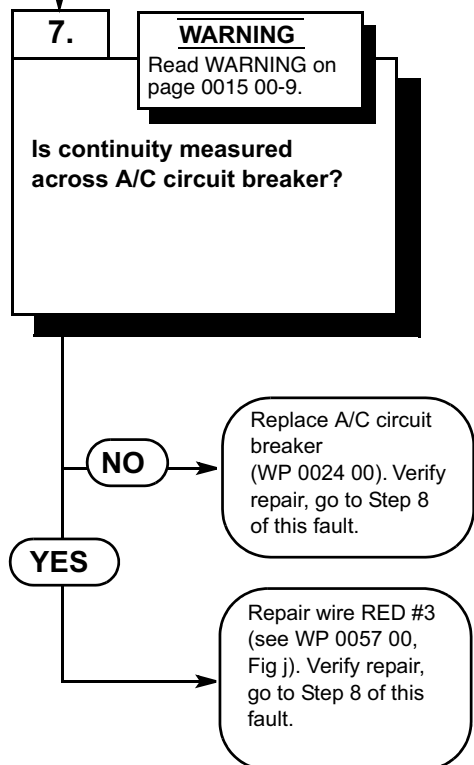 7.
WARNING
Read WARNING on
page 0015 00-9.
Is continuity measured
across A/C circuit breaker?
NO
Replace A/C circuit
breaker
(WP 0024 00). Verify
repair, go to Step 8
of this fault.
YES
Repair wire RED #3
(see WP 0057 00,
Fig j). Verify repair,
go to Step 8 of this
fault.